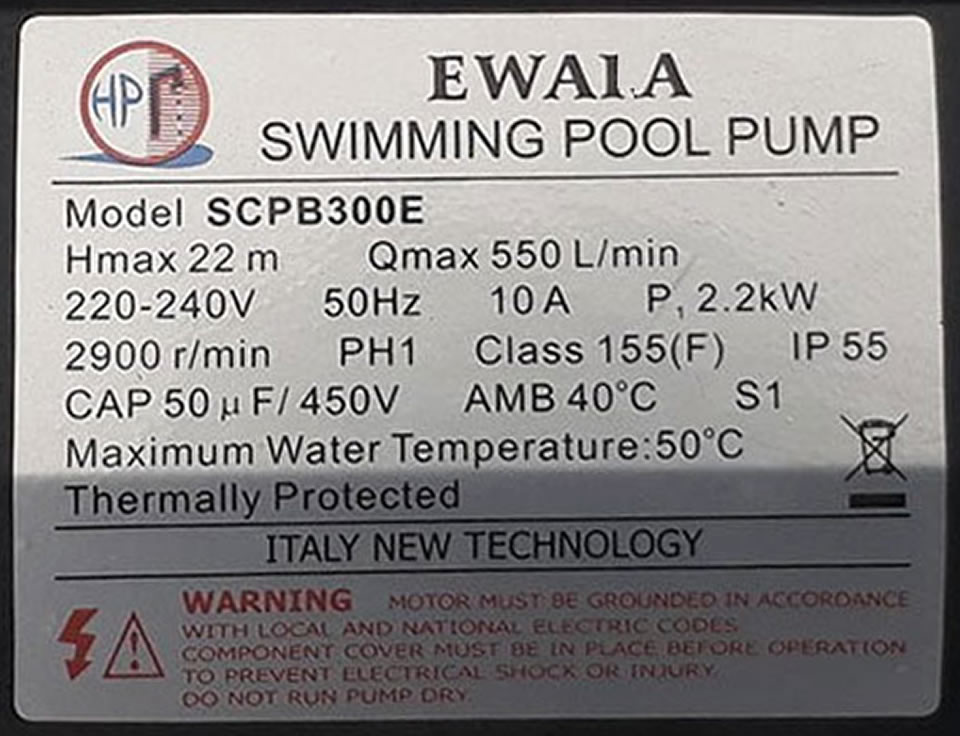 HP
EWALA
SWIMMING POOL PUMP
Model SCPB300E
Hmax 22 m Qmax 550 L/min
220-240V 50Hz 10 A P₁ 2.2kW
2900 r/min PH1 Class 155(F) IP 55
CAP 50 μ F/ 450V AMB 40°C S1
Maximum Water Temperature:50°C
Thermally Protected
ITALY NEW TECHNOLOGY
WARNING MOTOR MUST BE GROUNDED IN ACCORDANCE
WITH LOCAL AND NATIONAL ELECTRIC CODES.
COMPONENT COVER MUST BE IN PLACE BEFORE OPERATION
TO PREVENT ELECTRICAL SHOCK OR INJURY.
DO NOT RUN PUMP DRY.